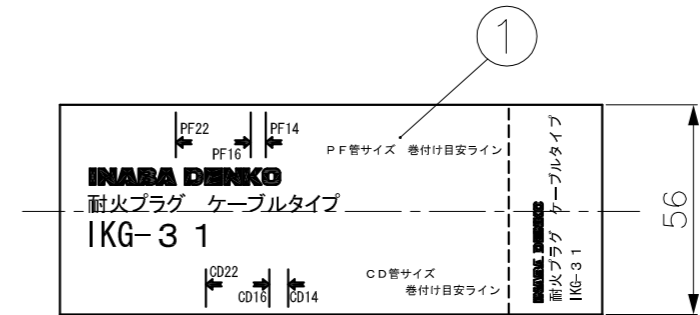 1
PF22
PF14
PF16
PF管サイズ 巻付け目安ライン
INABA DENKO
耐火プラグ ケーブルタイプ
IKG-31
CD22
CD16
CD14
CD管サイズ
巻付け目安ライン
INABA DENKO
耐火プラグ ケーブルタイプ
IKG-31
56